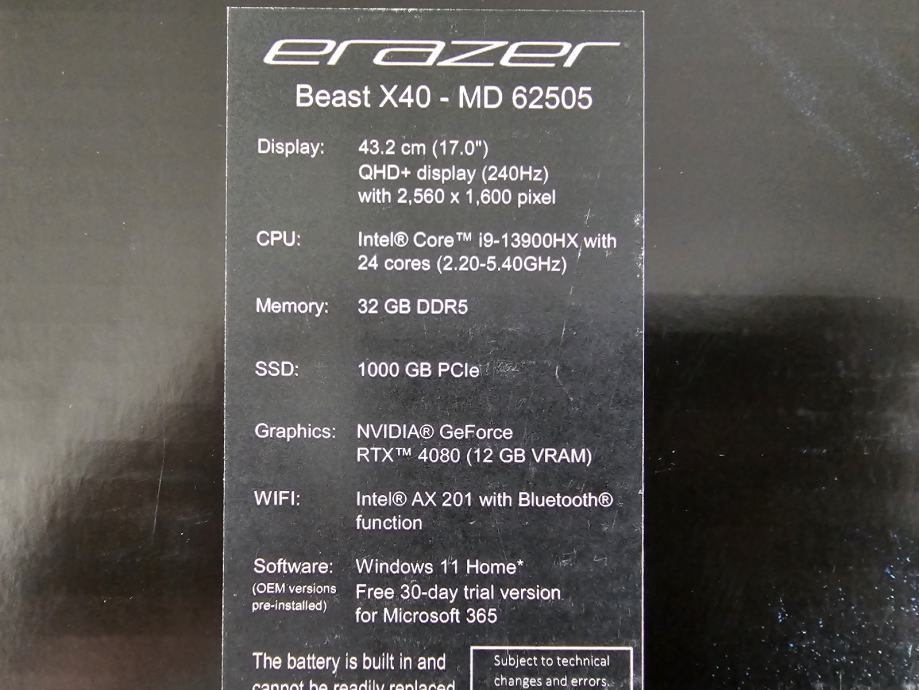 erazer
Beast X40 - MD 62505
Display: 43.2 cm (17.0")
QHD+ display (240Hz)
with 2,560 x 1,600 pixel
CPU: Intel® Core™ i9-13900HX with
24 cores (2.20-5.40GHz)
Memory: 32 GB DDR5
SSD: 1000 GB PCIe
Graphics: NVIDIA® GeForce
RTX™ 4080 (12 GB VRAM)
WIFI: Intel® AX 201 with Bluetooth®
function
Software: Windows 11 Home*
(OEM versions Free 30-day trial version
pre-installed) for Microsoft 365
The battery is built in and
cannot be readily replaced
Subject to technical
changes and errors.